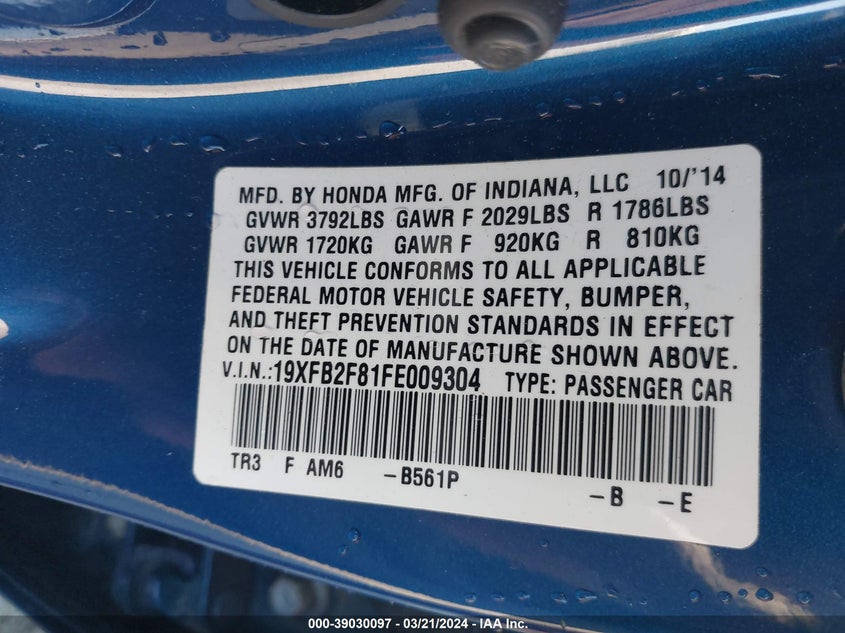 MFD. BY HONDA MFG. OF INDIANA, LLC 10/'14
GVWR 3792LBS GAWR F 2029LBS R 1786LBS
GVWR 1720KG GAWR F 920KG R 810KG
THIS VEHICLE CONFORMS TO ALL APPLICABLE
FEDERAL MOTOR VEHICLE SAFETY, BUMPER,
AND THEFT PREVENTION STANDARDS IN EFFECT
ON THE DATE OF MANUFACTURE SHOWN ABOVE.
V.I.N.:19XFB2F81FE009304 TYPE: PASSENGER CAR
TR3 F AM6 -B561P -B -E
000-39030097 - 03/21/2024 - IAA Inc.